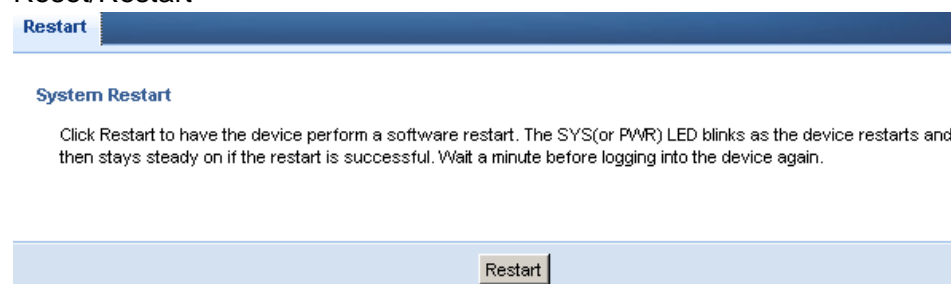 Reset/Restart
Restart
System Restart
Click Restart to have the device perform a software restart. The SYS(or PWR) LED blinks as the device restarts and
then stays steady on if the restart is successful. Wait a minute before logging into the device again.
Restart